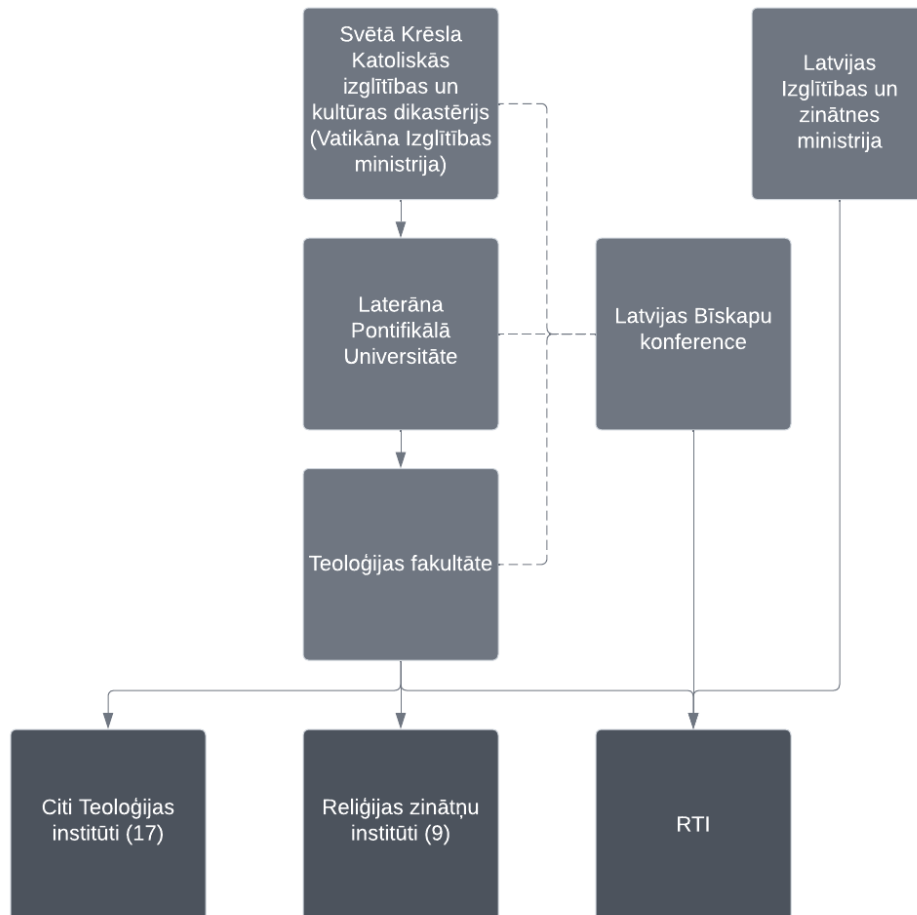 Svētā Krēsla
Katoliskās
izglītības un
kultūras dikastērijs
(Vatikāna Izglītības
ministrija)
Latvijas
Izglītības un
zinātnes
ministrija
Laterāna
Pontifikālā
Universitāte
Latvijas Bīskapu
konference
Teoloģijas fakultāte
Citi Teoloģijas
institūti (17)
Reliģijas zinātņu
institūti (9)
RTI